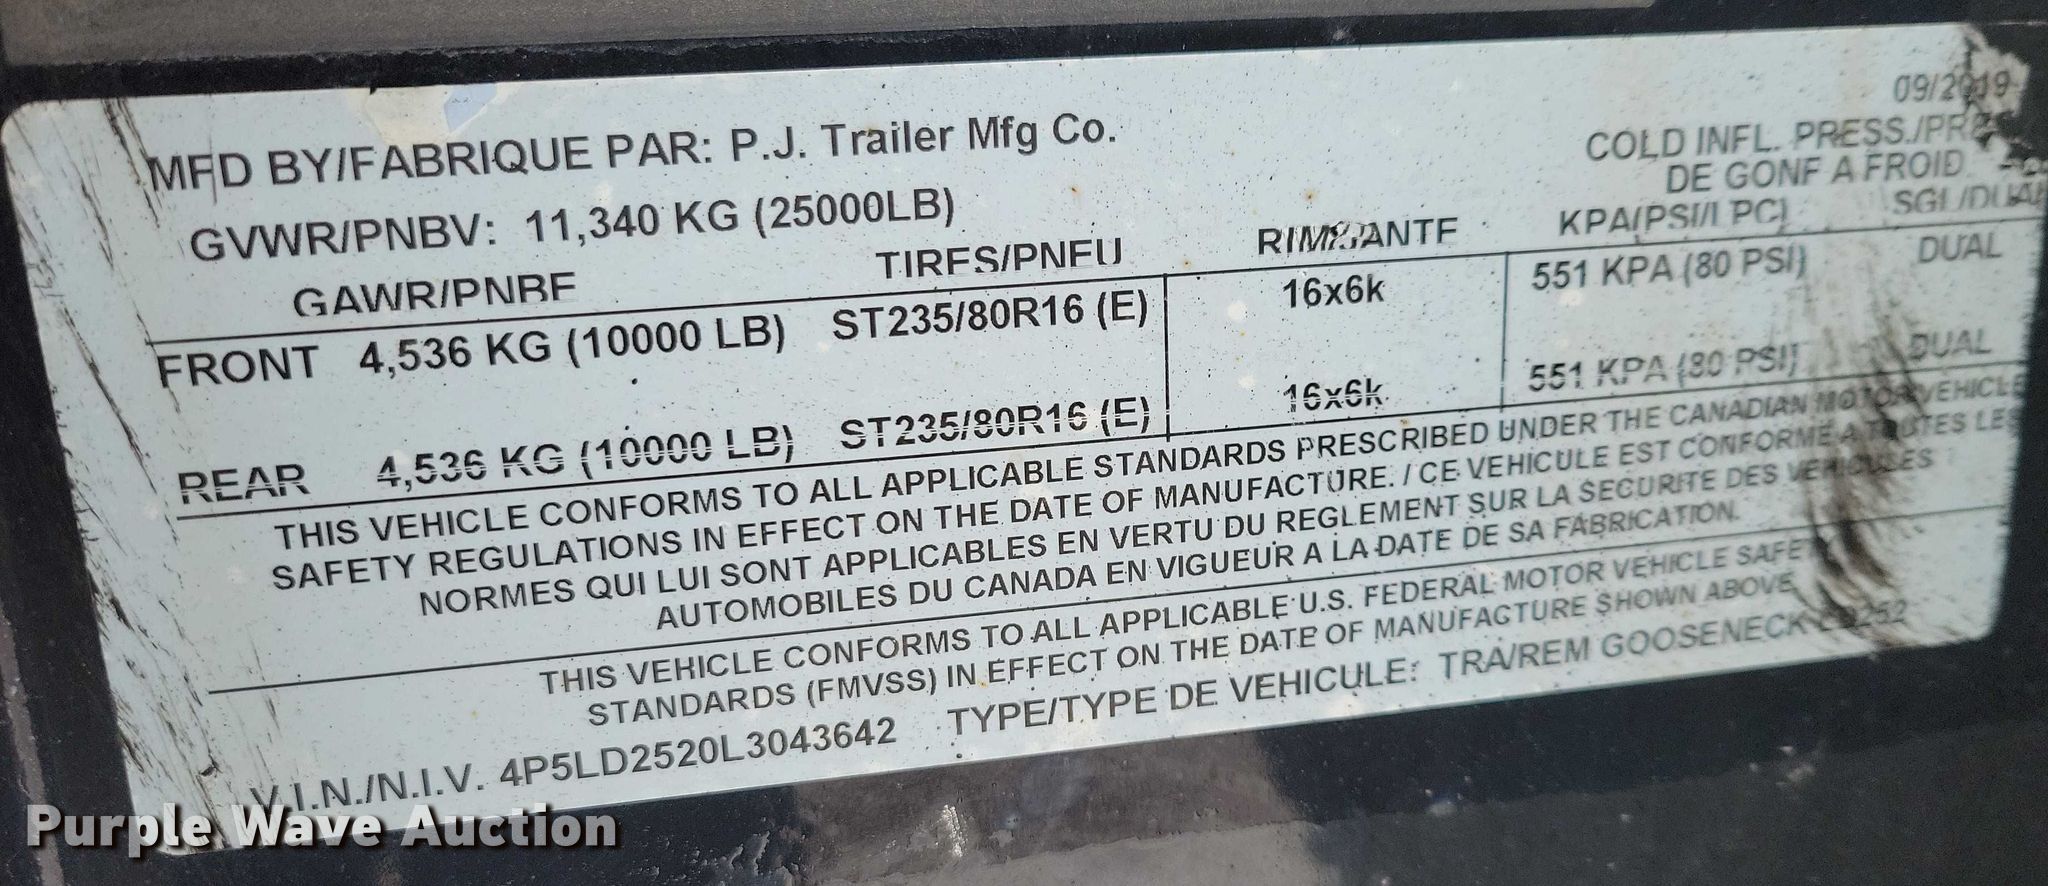 09/2019
MFD BY/FABRIQUE PAR: P.J. Trailer Mfg Co.
COLD INFL. PRESS./
DE GONF A FROID
GVWR/PNBV: 11,340 KG (25000LB)
GAWR/PNBE TIRES/PNEU RIM/JANTE KPA(PSI/LPC) SGL/DUAL
FRONT 4,536 KG (10000 LB) ST235/80R16 (E) 16x6k 551 KPA (80 PSI) DUAL
REAR 4,536 KG (10000 LB) ST235/80R16 (E) 16x6k 551 KPA (80 PSI) DUAL
THIS VEHICLE CONFORMS TO ALL APPLICABLE STANDARDS PRESCRIBED UNDER THE CANADIAN MOTOR VEHICLE
SAFETY REGULATIONS IN EFFECT ON THE DATE OF MANUFACTURE. / CE VEHICULE EST CONFORME A TOUTES LES
NORMES QUI LUI SONT APPLICABLES EN VERTU DU REGLEMENT SUR LA SECURITE DES VEHICULES
AUTOMOBILES DU CANADA EN VIGUEUR A LA DATE DE SA FABRICATION.
THIS VEHICLE CONFORMS TO ALL APPLICABLE U.S. FEDERAL MOTOR VEHICLE SAFETY
STANDARDS (FMVSS) IN EFFECT ON THE DATE OF MANUFACTURE SHOWN ABOVE
V.I.N./N.I.V. 4P5LD2520L3043642 TYPE/TYPE DE VEHICULE: TRA/REM GOOSENECK
Purple Wave Auction